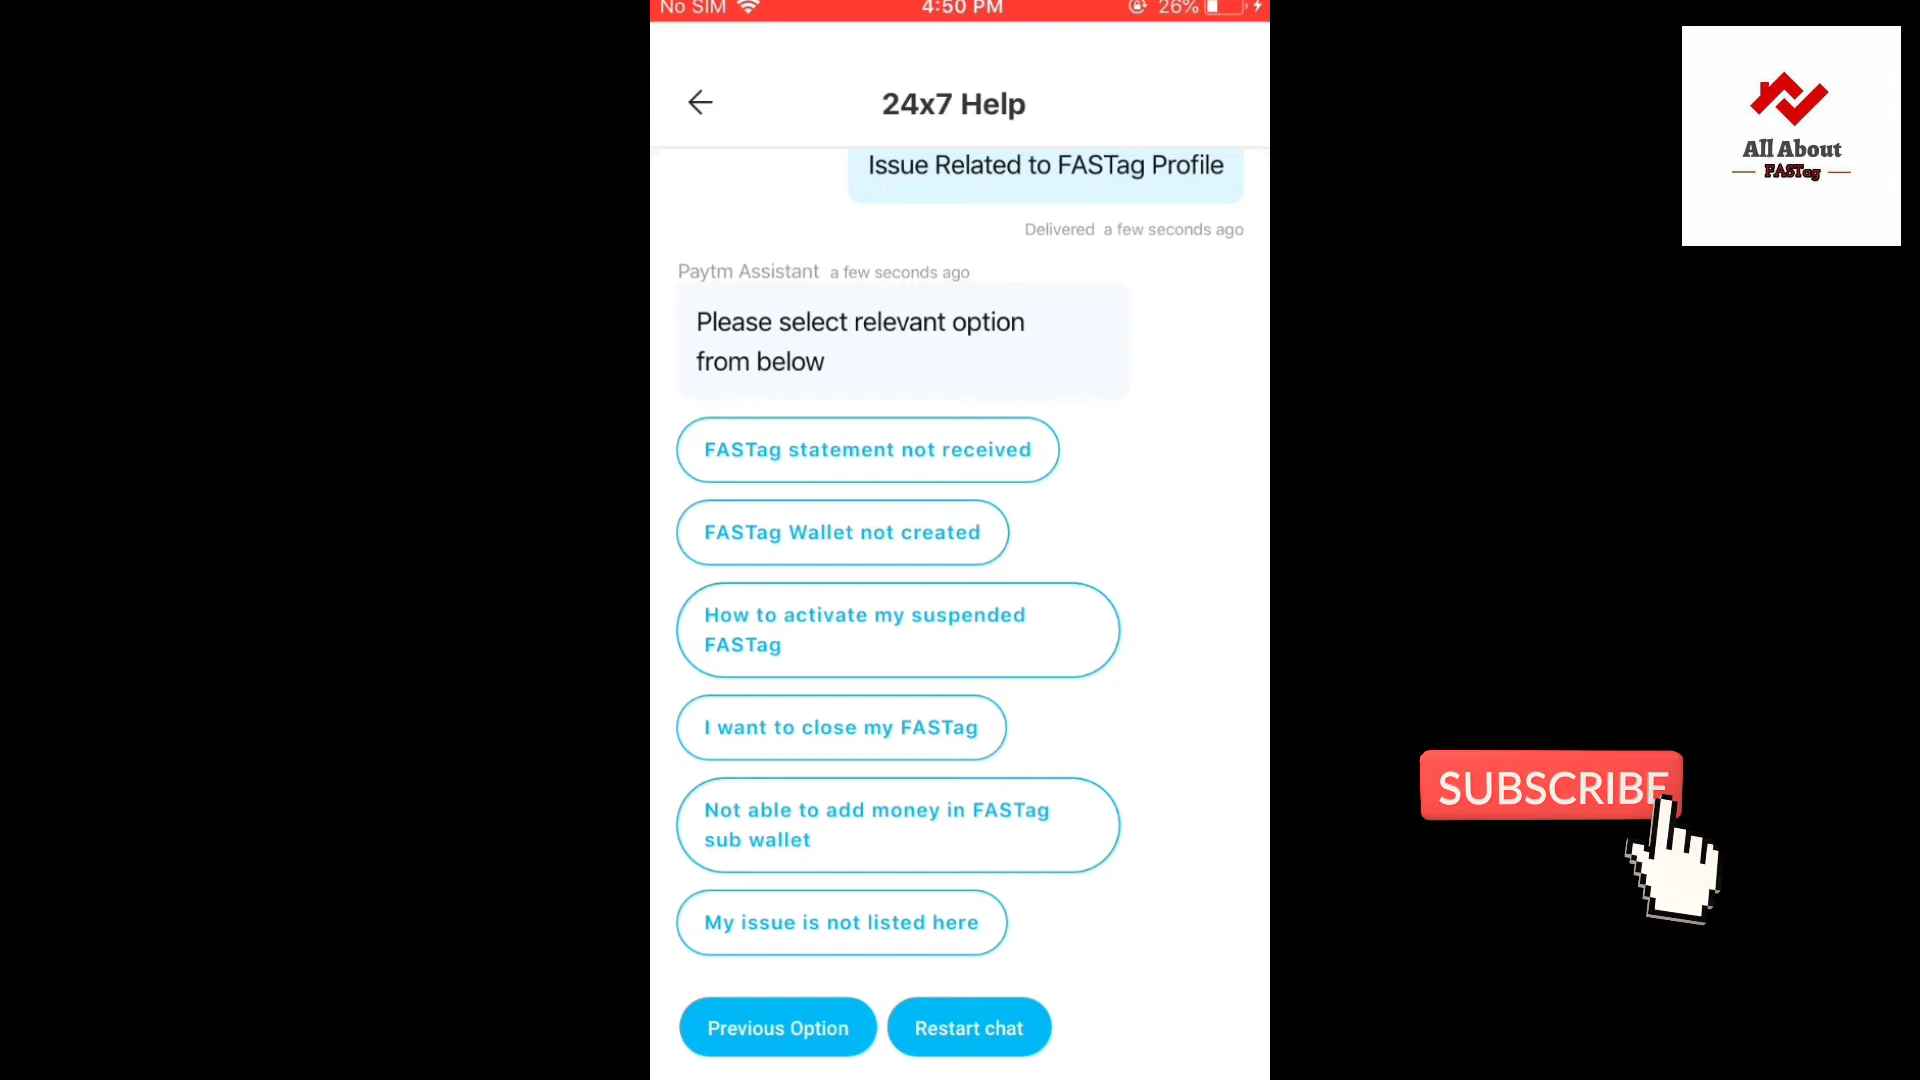 No SIM 4:50 PM 26%
24x7 Help
Issue Related to FASTag Profile
Delivered a few seconds ago
Paytm Assistant a few seconds ago
Please select relevant option
from below
FASTag statement not received
FASTag Wallet not created
How to activate my suspended
FASTag
I want to close my FASTag
Not able to add money in FASTag
sub wallet
My issue is not listed here
Previous Option Restart chat
All About
FASTag
SUBSCRIBE